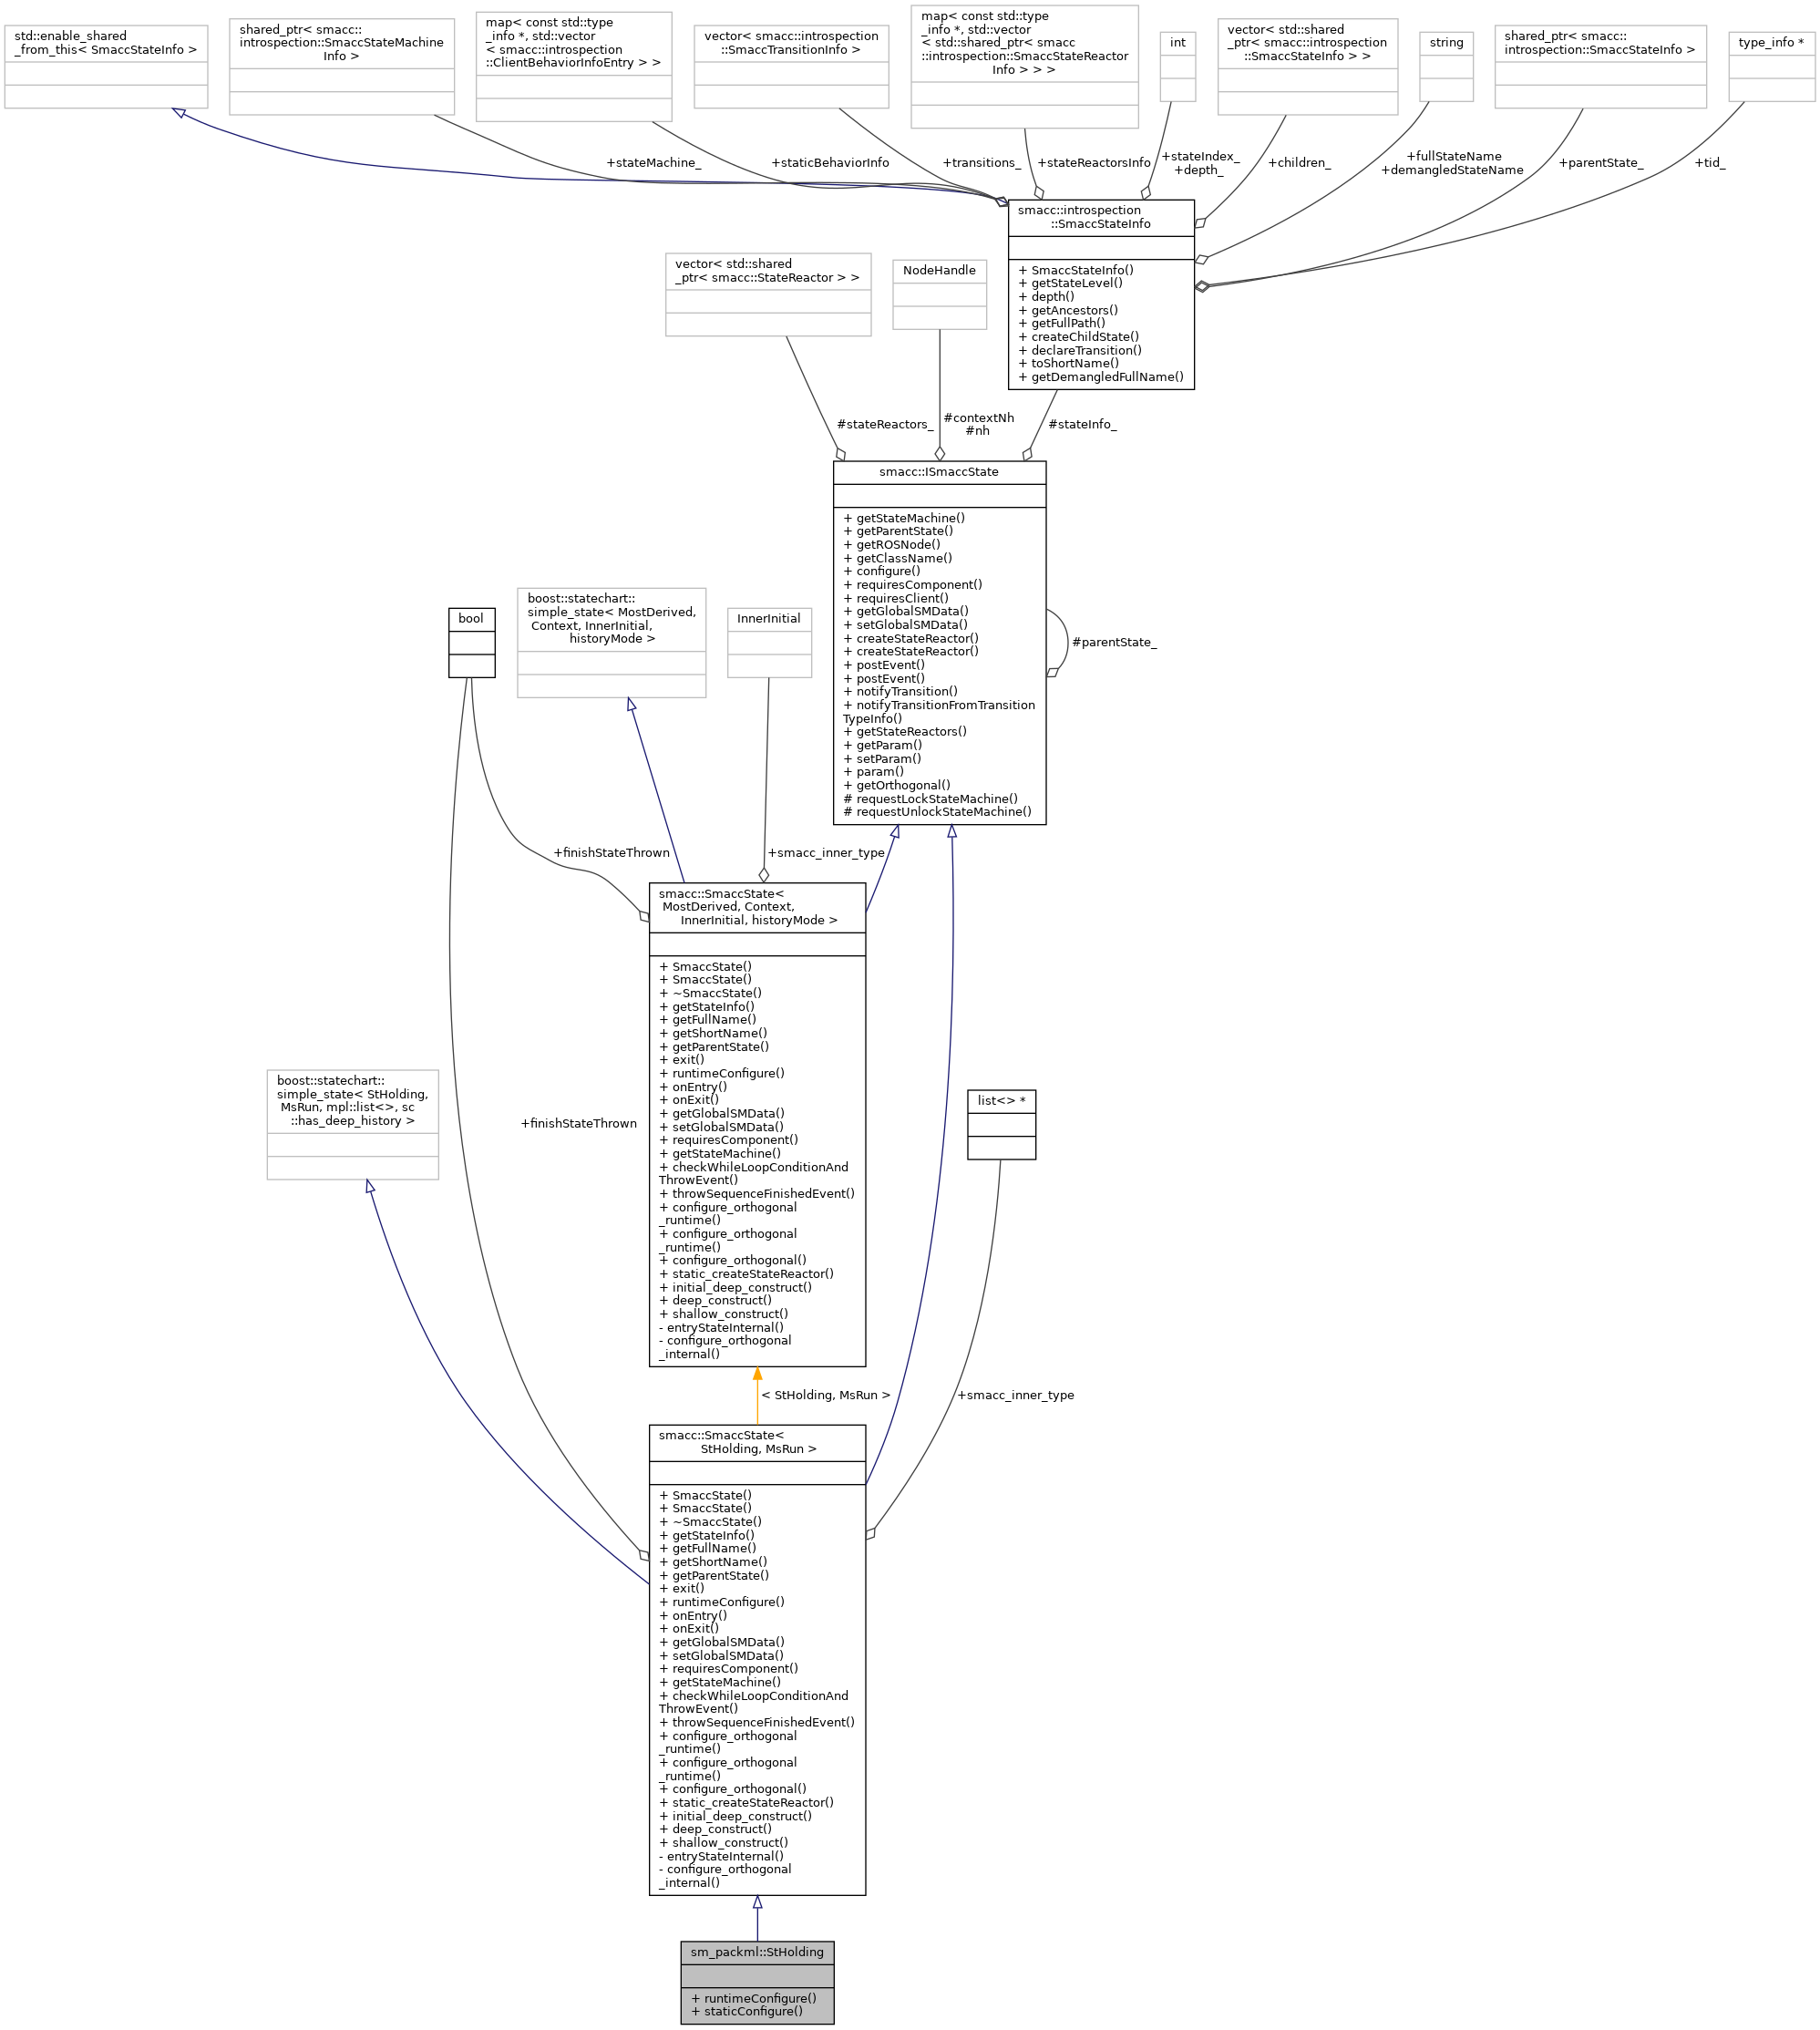 std::enable_shared
_from_this< SmaccStateInfo >
shared_ptr< smacc::
introspection::SmaccStateMachine
Info >
map< const std::type
_info *, std::vector
< smacc::introspection
::ClientBehaviorInfoEntry > >
vector< smacc::introspection
::SmaccTransitionInfo >
map< const std::type
_info *, std::vector
< std::shared_ptr< smacc
::introspection::SmaccStateReactor
Info > > >
int
vector< std::shared
_ptr< smacc::introspection
::SmaccStateInfo > >
string
shared_ptr< smacc::
introspection::SmaccStateInfo >
type_info *
+stateMachine_
+staticBehaviorInfo
+transitions_
+stateReactorsInfo
+stateIndex_
+depth_
+children_
+fullStateName
+demangledStateName
+parentState_
+tid_
smacc::introspection
::SmaccStateInfo
+ SmaccStateInfo()
+ getStateLevel()
+ depth()
+ getAncestors()
+ getFullPath()
+ createChildState()
+ declareTransition()
+ toShortName()
+ getDemangledFullName()
vector< std::shared
_ptr< smacc::StateReactor > >
NodeHandle
#stateReactors_
#contextNh
#nh
#stateInfo_
smacc::ISmaccState
+ getStateMachine()
+ getParentState()
+ getROSNode()
+ getClassName()
+ configure()
+ requiresComponent()
+ requiresClient()
+ getGlobalSMData()
+ setGlobalSMData()
+ createStateReactor()
+ createStateReactor()
+ postEvent()
+ postEvent()
+ notifyTransition()
+ notifyTransitionFromTransition
TypeInfo()
+ getStateReactors()
+ getParam()
+ setParam()
+ param()
+ getOrthogonal()
# requestLockStateMachine()
# requestUnlockStateMachine()
#parentState_
bool
boost::statechart::
simple_state< MostDerived,
Context, InnerInitial,
historyMode >
InnerInitial
+finishStateThrown
+smacc_inner_type
smacc::SmaccState<
MostDerived, Context,
InnerInitial, historyMode >
+ SmaccState()
+ SmaccState()
+ ~SmaccState()
+ getStateInfo()
+ getFullName()
+ getShortName()
+ getParentState()
+ exit()
+ runtimeConfigure()
+ onEntry()
+ onExit()
+ getGlobalSMData()
+ setGlobalSMData()
+ requiresComponent()
+ getStateMachine()
+ checkWhileLoopConditionAnd
ThrowEvent()
+ throwSequenceFinishedEvent()
+ configure_orthogonal
_runtime()
+ configure_orthogonal
_runtime()
+ configure_orthogonal()
+ static_createStateReactor()
+ initial_deep_construct()
+ deep_construct()
+ shallow_construct()
- entryStateInternal()
- configure_orthogonal
_internal()
boost::statechart::
simple_state< StHolding,
MsRun, mpl::list<>, sc
::has_deep_history >
+finishStateThrown
list<> *
< StHolding, MsRun >
+smacc_inner_type
smacc::SmaccState<
StHolding, MsRun >
+ SmaccState()
+ SmaccState()
+ ~SmaccState()
+ getStateInfo()
+ getFullName()
+ getShortName()
+ getParentState()
+ exit()
+ runtimeConfigure()
+ onEntry()
+ onExit()
+ getGlobalSMData()
+ setGlobalSMData()
+ requiresComponent()
+ getStateMachine()
+ checkWhileLoopConditionAnd
ThrowEvent()
+ throwSequenceFinishedEvent()
+ configure_orthogonal
_runtime()
+ configure_orthogonal
_runtime()
+ configure_orthogonal()
+ static_createStateReactor()
+ initial_deep_construct()
+ deep_construct()
+ shallow_construct()
- entryStateInternal()
- configure_orthogonal
_internal()
sm_packml::StHolding
+ runtimeConfigure()
+ staticConfigure()